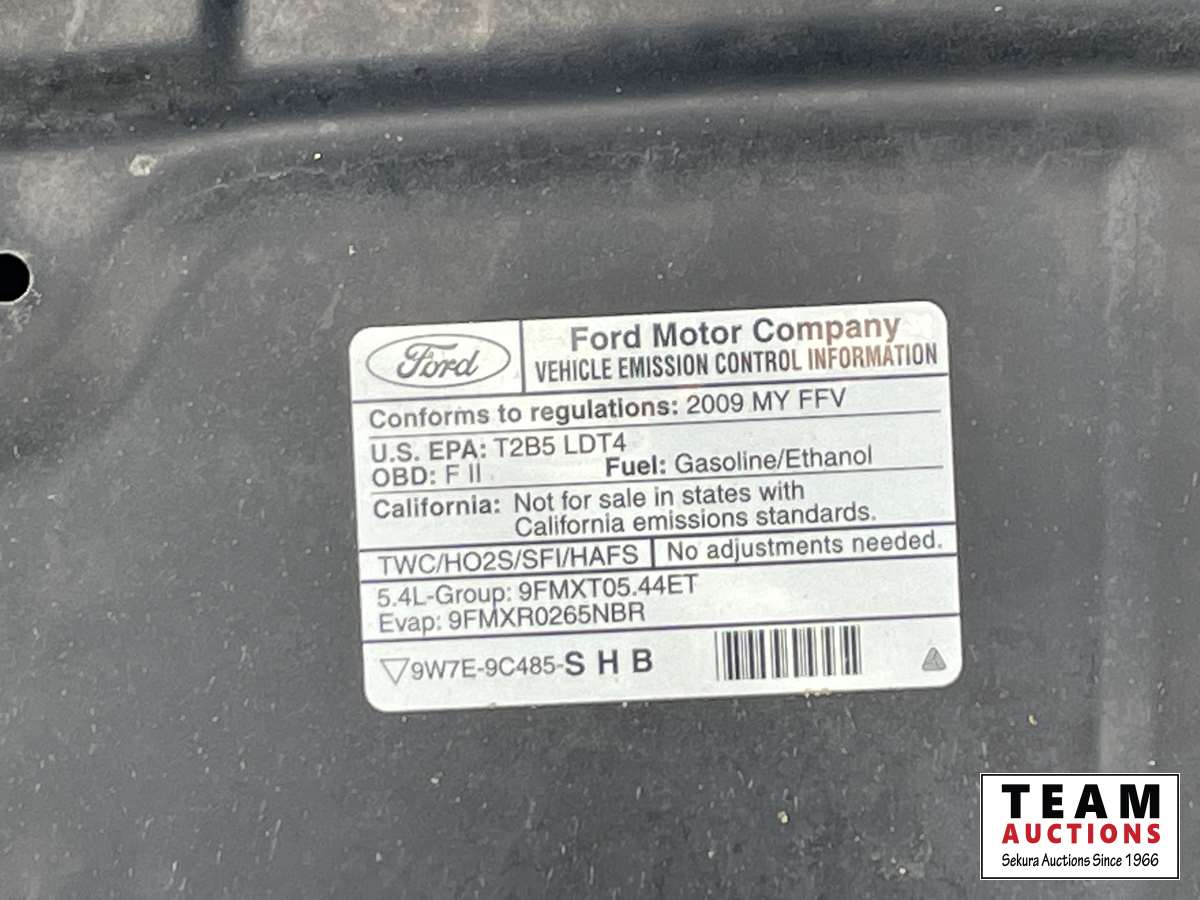 Ford
Ford Motor Company
VEHICLE EMISSION CONTROL INFORMATION
Conforms to regulations: 2009 MY FFV
U.S. EPA: T2B5 LDT4
OBD: F II Fuel: Gasoline/Ethanol
California: Not for sale in states with
California emissions standards.
TWC/HO2S/SFI/HAFS No adjustments needed.
5.4L-Group: 9FMXT05.44ET
Evap: 9FMXR0265NBR
9W7E-9C485-S H B
TEAM
AUCTIONS
Sekura Auctions Since 1966